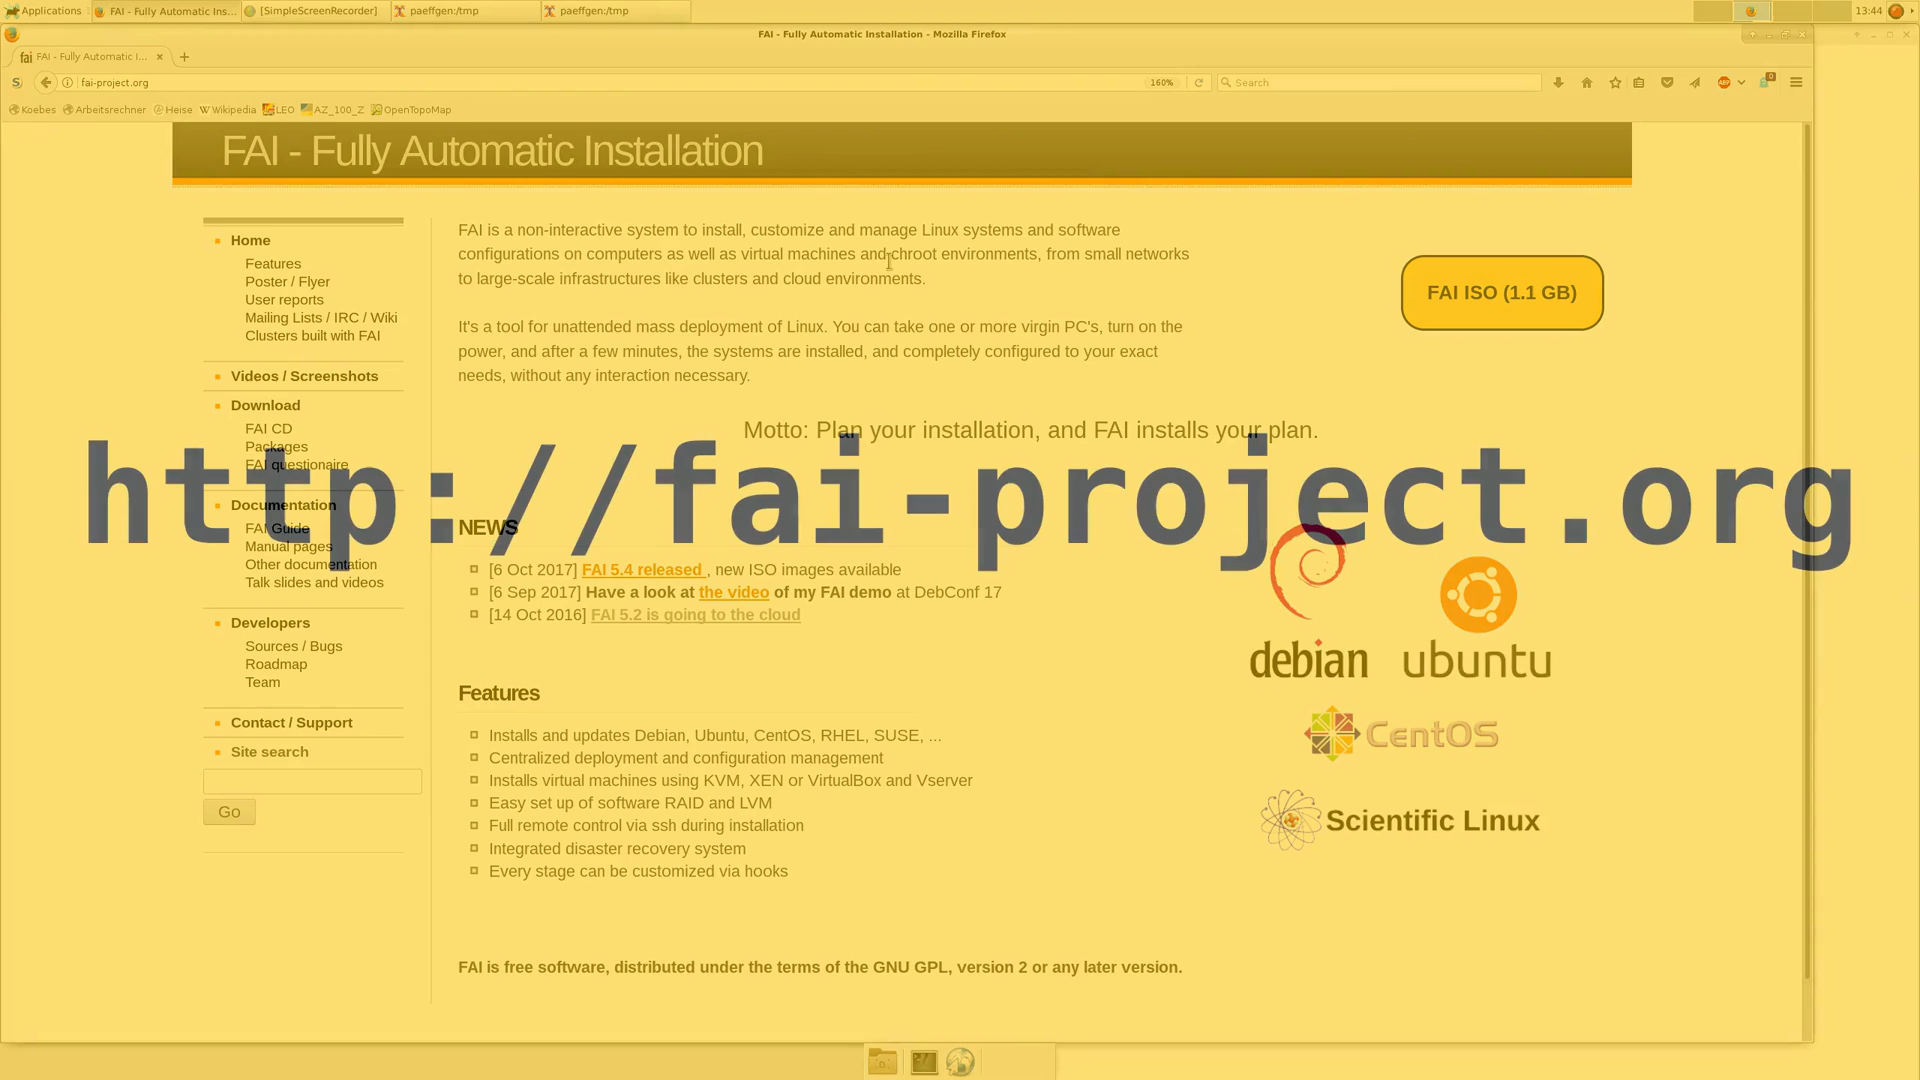 Applications
FAI - Fully Automatic Ins...
[SimpleScreenRecorder]
paeffgen:/tmp
paeffgen:/tmp
13:44
FAI - Fully Automatic Installation - Mozilla Firefox
fai FAI - Fully Automatic I...
fai-project.org
160%
Search
Koebes
Arbeitsrechner
Heise
Wikipedia
LEO
AZ_100_Z
OpenTopoMap
FAI - Fully Automatic Installation
Home
Features
Poster / Flyer
User reports
Mailing Lists / IRC / Wiki
Clusters built with FAI
Videos / Screenshots
Download
FAI CD
Packages
FAI questionaire
Documentation
FAI Guide
Manual pages
Other documentation
Talk slides and videos
Developers
Sources / Bugs
Roadmap
Team
Contact / Support
Site search
Go
FAI is a non-interactive system to install, customize and manage Linux systems and software
configurations on computers as well as virtual machines and chroot environments, from small networks
to large-scale infrastructures like clusters and cloud environments.
It's a tool for unattended mass deployment of Linux. You can take one or more virgin PC's, turn on the
power, and after a few minutes, the systems are installed, and completely configured to your exact
needs, without any interaction necessary.
Motto: Plan your installation, and FAI installs your plan.
http://fai-project.org
NEWS
[6 Oct 2017] FAI 5.4 released , new ISO images available
[6 Sep 2017] Have a look at the video of my FAI demo at DebConf 17
[14 Oct 2016] FAI 5.2 is going to the cloud
Features
Installs and updates Debian, Ubuntu, CentOS, RHEL, SUSE, ...
Centralized deployment and configuration management
Installs virtual machines using KVM, XEN or VirtualBox and Vserver
Easy set up of software RAID and LVM
Full remote control via ssh during installation
Integrated disaster recovery system
Every stage can be customized via hooks
FAI is free software, distributed under the terms of the GNU GPL, version 2 or any later version.
FAI ISO (1.1 GB)
debian
ubuntu
CentOS
Scientific Linux